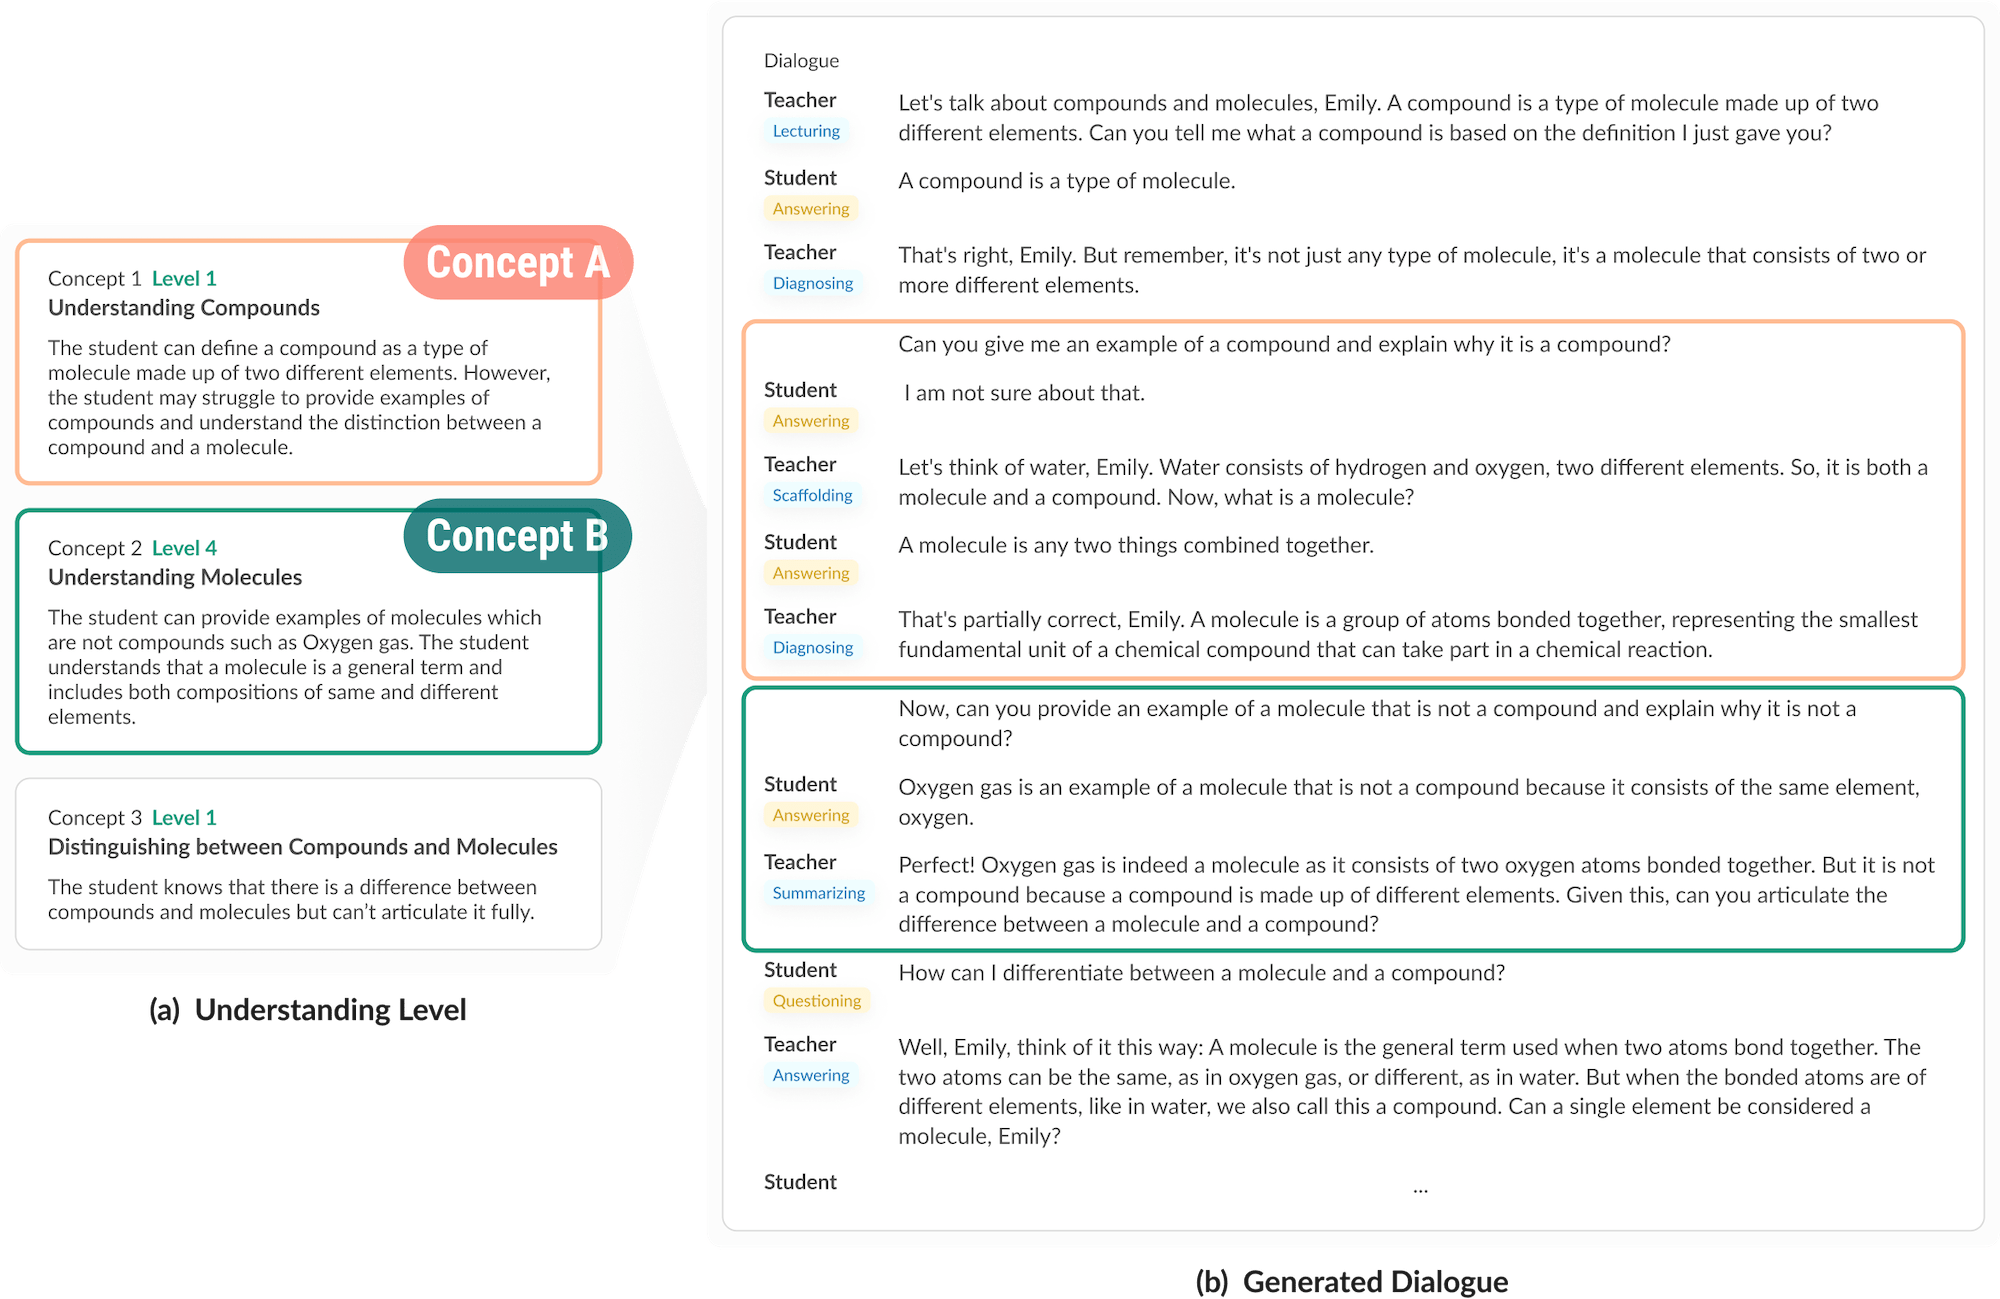 Concept A
Concept 1 Level 1
Understanding Compounds
The student can define a compound as a type of
molecule made up of two different elements. However,
the student may struggle to provide examples of
compounds and understand the distinction between a
compound and a molecule.
Concept B
Concept 2 Level 4
Understanding Molecules
The student can provide examples of molecules which
are not compounds such as Oxygen gas. The student
understands that a molecule is a general term and
includes both compositions of same and different
elements.
Concept 3 Level 1
Distinguishing between Compounds and Molecules
The student knows that there is a difference between
compounds and molecules but can't articulate it fully.
(a) Understanding Level
Dialogue
Teacher
Lecturing
Let's talk about compounds and molecules, Emily. A compound is a type of molecule made up of two
different elements. Can you tell me what a compound is based on the definition I just gave you?
Student
Answering
A compound is a type of molecule.
Teacher
Diagnosing
That's right, Emily. But remember, it's not just any type of molecule, it's a molecule that consists of two or
more different elements.
Can you give me an example of a compound and explain why it is a compound?
Student
Answering
I am not sure about that.
Teacher
Scaffolding
Let's think of water, Emily. Water consists of hydrogen and oxygen, two different elements. So, it is both a
molecule and a compound. Now, what is a molecule?
Student
Answering
A molecule is any two things combined together.
Teacher
Diagnosing
That's partially correct, Emily. A molecule is a group of atoms bonded together, representing the smallest
fundamental unit of a chemical compound that can take part in a chemical reaction.
Now, can you provide an example of a molecule that is not a compound and explain why it is not a
compound?
Student
Answering
Oxygen gas is an example of a molecule that is not a compound because it consists of the same element,
oxygen.
Teacher
Summarizing
Perfect! Oxygen gas is indeed a molecule as it consists of two oxygen atoms bonded together. But it is not
a compound because a compound is made up of different elements. Given this, can you articulate the
difference between a molecule and a compound?
Student
Questioning
How can I differentiate between a molecule and a compound?
Teacher
Answering
Well, Emily, think of it this way: A molecule is the general term used when two atoms bond together. The
two atoms can be the same, as in oxygen gas, or different, as in water. But when the bonded atoms are of
different elements, like in water, we also call this a compound. Can a single element be considered a
molecule, Emily?
Student
...
(b) Generated Dialogue